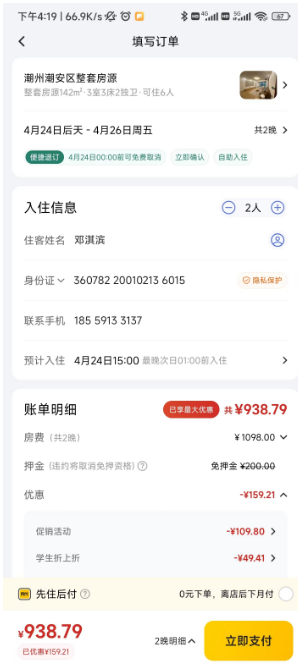 下午4:19 | 66.9K/s
4G 5G 67
填写订单
潮州潮安区整套房源
整套房源142m²·3室3床2独卫·可住6人
4月24日后天 - 4月26日周五 共2晚
便捷退订 4月24日00:00前可免费取消 立即确认 自助入住
入住信息 2人
住客姓名 邓淇滨
身份证 360782 20010213 6015 隐私保护
联系手机 185 5913 3137
预计入住 4月24日15:00 最晚次日01:00前入住
账单明细 已享最大优惠 共¥938.79
房费 (共2晚) ¥1098.00
押金 (违约将取消免押资格) 免押金 ¥200.00
优惠 -¥159.21
促销活动 -¥109.80
学生折上折 -¥49.41
先住后付 0元下单，离店后下月付
¥938.79 2晚明细 立即支付
已优惠¥159.21